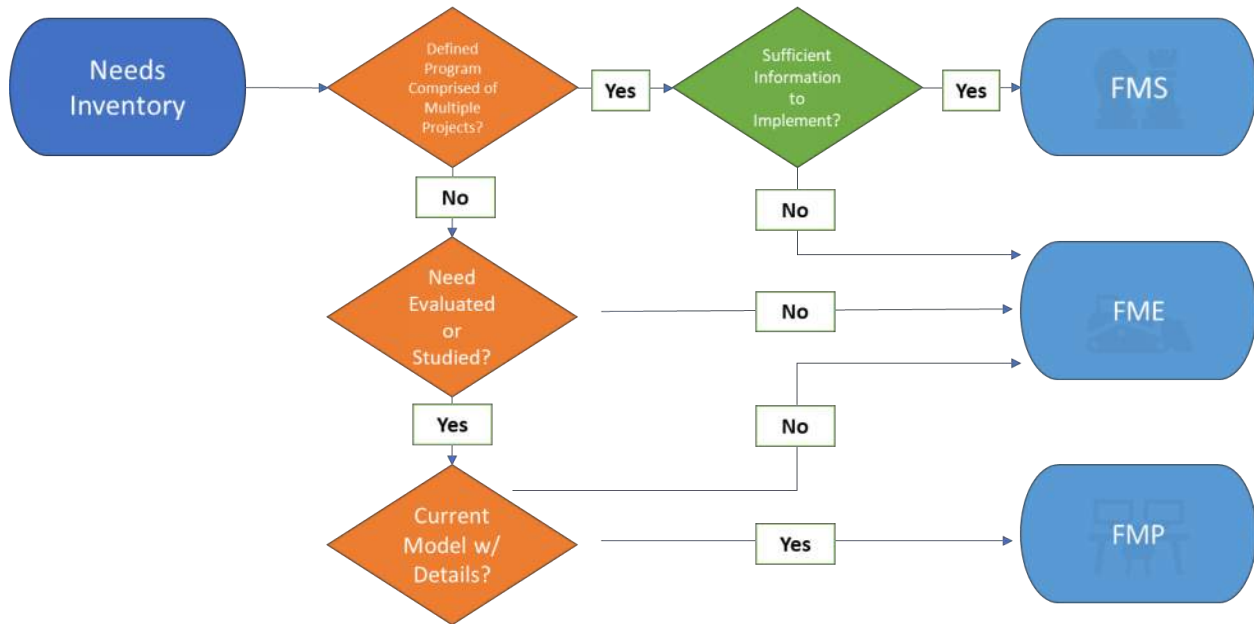 Needs
Inventory
Defined
Program
Comprised of
Multiple
Projects?
Yes
Sufficient
Information
to
Implement?
Yes
FMS
No
No
Need
Evaluated
or
Studied?
No
FME
Yes
No
Current
Model w/
Details?
Yes
FMP